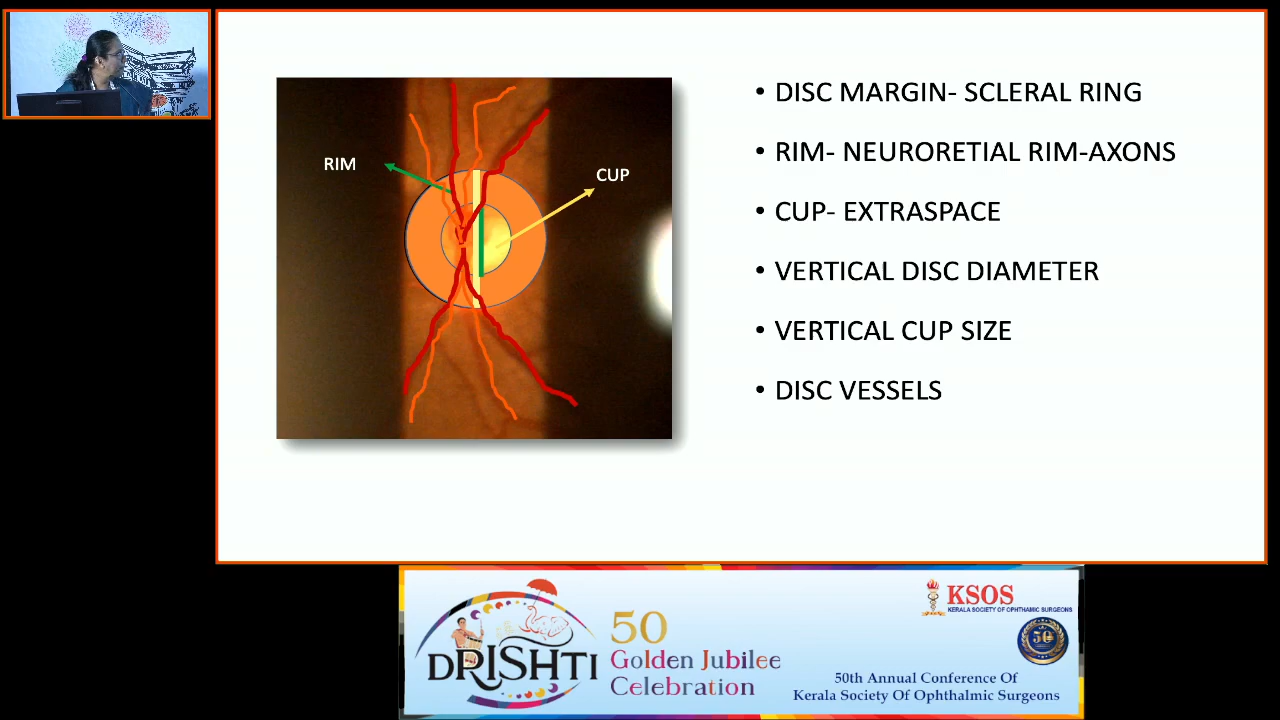 DISC MARGIN- SCLERAL RING
RIM- NEURORETIAL RIM-AXONS
CUP- EXTRASPACE
VERTICAL DISC DIAMETER
VERTICAL CUP SIZE
DISC VESSELS
RIM
CUP
DRISHTI
50
Golden Jubilee
Celebration
KSOS
KERALA SOCIETY OF OPHTHAMIC SURGEONS
50
50th Annual Conference Of
Kerala Society Of Ophthalmic Surgeons